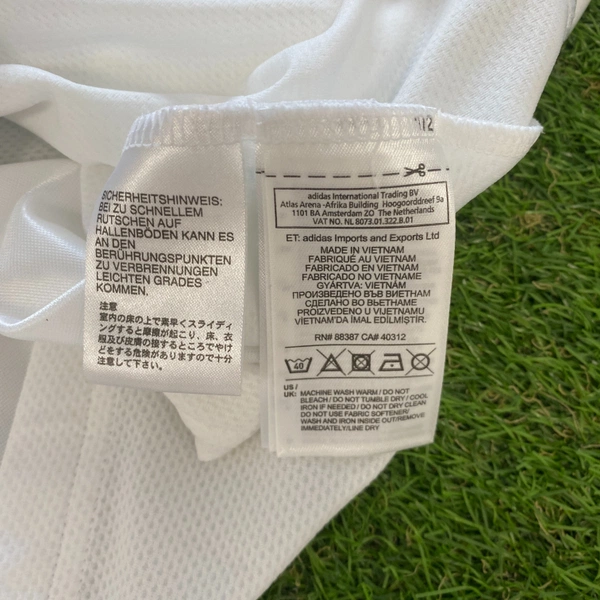 SICHERHEITSHINWEIS:
BEI ZU SCHNELLEM
RUTSCHEN AUF
HALLENBÖDEN KANN ES
AN DEN
BERÜHRUNGSPUNKTEN
ZU VERBRENNUNGEN
LEICHTEN GRADES
KOMMEN.
注意
室内の床の上で素早くスライディ
ングすると摩擦が起こり、床、衣
服及び皮膚の接するところでやけ
どをする危険がありますので十分
注意して下さい。
1/2
adidas International Trading BV
Atlas Arena -Afrika Building Hoogoorddreef 9a
1101 BA Amsterdam ZO The Netherlands
VAT NO. NL 8073.01.322.B.01
ET: adidas Imports and Exports Ltd
MADE IN VIETNAM
FABRIQUÉ AU VIETNAM
FABRICADO EN VIETNAM
FABRICADO NO VIETNAME
GYÁRTVA: VIETNÁM
ПРОИЗВЕДЕНО ВЪВ ВИЕТНАМ
СДЕЛАНО ВО ВЬЕТНАМЕ
PROIZVEDENO U VIJETNAMU
VIETNAM'DA İMAL EDİLMİŞTİR.
RN# 88387 CA# 40312
40
US /
UK: MACHINE WASH WARM / DO NOT
BLEACH / DO NOT TUMBLE DRY / COOL
IRON IF NEEDED / DO NOT DRY CLEAN
DO NOT USE FABRIC SOFTENER/
WASH AND IRON INSIDE OUT/REMOVE
IMMEDIATELY/LINE DRY